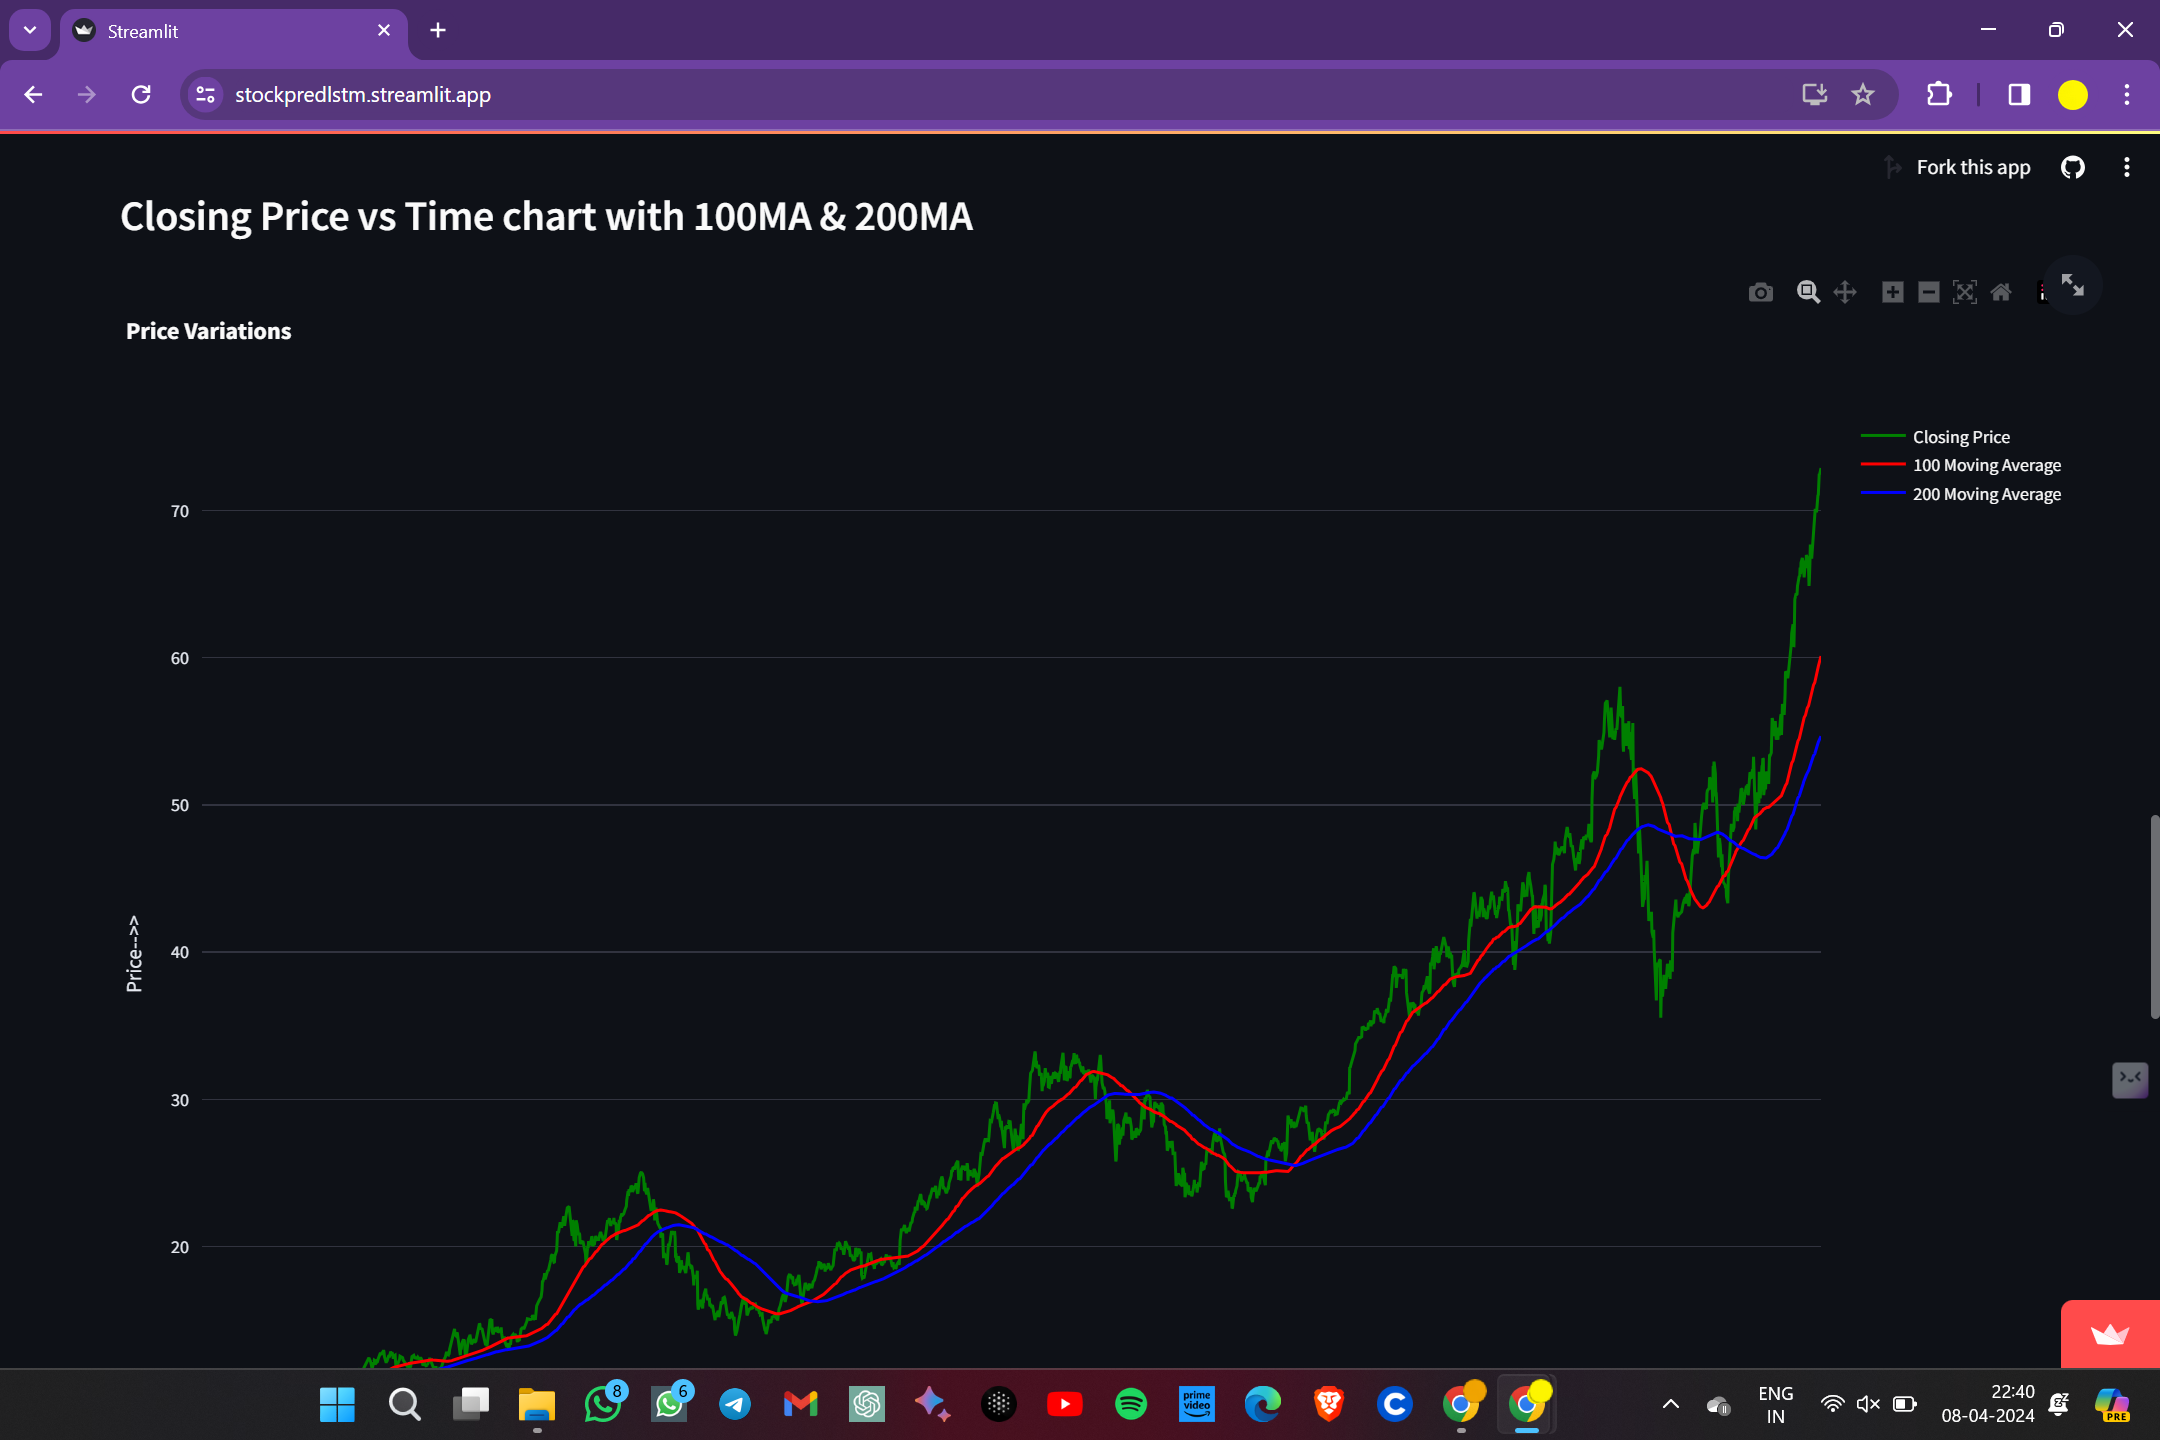 Streamlit
stockpredlstm.streamlit.app
Fork this app
Closing Price vs Time chart with 100MA & 200MA
Price Variations
Closing Price
100 Moving Average
200 Moving Average
70
60
50
40
30
20
Price-->>
8
6
prime video
ENG
IN
22:40
08-04-2024
PRE